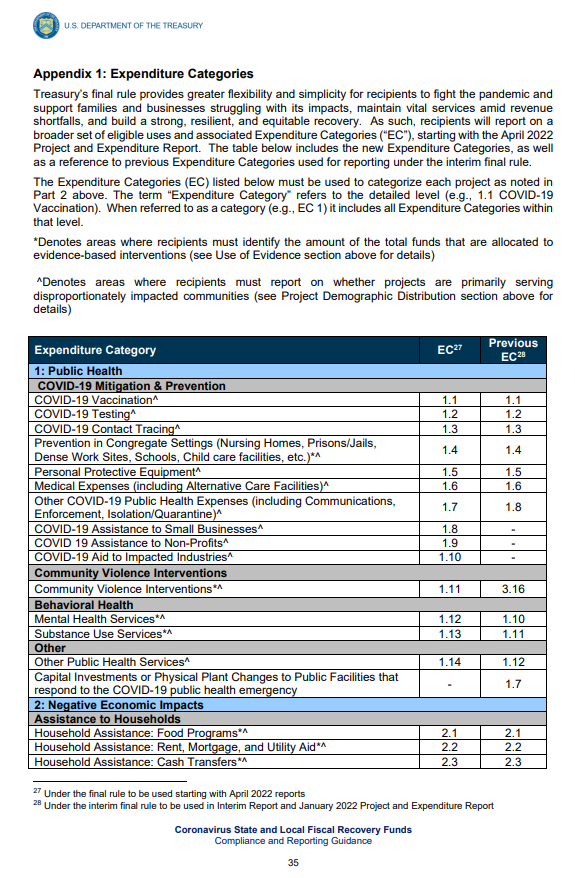 U.S. DEPARTMENT OF THE TREASURY
Appendix 1: Expenditure Categories
Treasury's final rule provides greater flexibility and simplicity for recipients to fight the pandemic and
support families and businesses struggling with its impacts, maintain vital services amid revenue
shortfalls, and build a strong, resilient, and equitable recovery. As such, recipients will report on a
broader set of eligible uses and associated Expenditure Categories ("EC"), starting with the April 2022
Project and Expenditure Report. The table below includes the new Expenditure Categories, as well
as a reference to previous Expenditure Categories used for reporting under the interim final rule.
The Expenditure Categories (EC) listed below must be used to categorize each project as noted in
Part 2 above. The term "Expenditure Category" refers to the detailed level (e.g., 1.1 COVID-19
Vaccination). When referred to as a category (e.g., EC 1) it includes all Expenditure Categories within
that level.
*Denotes areas where recipients must identify the amount of the total funds that are allocated to
evidence-based interventions (see Use of Evidence section above for details)
^Denotes areas where recipients must report on whether projects are primarily serving
disproportionately impacted communities (see Project Demographic Distribution section above for
details)
Expenditure Category EC27 Previous EC28
1: Public Health
COVID-19 Mitigation & Prevention
COVID-19 Vaccination^ 1.1 1.1
COVID-19 Testing^ 1.2 1.2
COVID-19 Contact Tracing^ 1.3 1.3
Prevention in Congregate Settings (Nursing Homes, Prisons/Jails,
Dense Work Sites, Schools, Child care facilities, etc.)*^ 1.4 1.4
Personal Protective Equipment^ 1.5 1.5
Medical Expenses (including Alternative Care Facilities)^ 1.6 1.6
Other COVID-19 Public Health Expenses (including Communications,
Enforcement, Isolation/Quarantine)^ 1.7 1.8
COVID-19 Assistance to Small Businesses^ 1.8 -
COVID 19 Assistance to Non-Profits^ 1.9 -
COVID-19 Aid to Impacted Industries^ 1.10 -
Community Violence Interventions
Community Violence Interventions*^ 1.11 3.16
Behavioral Health
Mental Health Services*^ 1.12 1.10
Substance Use Services*^ 1.13 1.11
Other
Other Public Health Services^ 1.14 1.12
Capital Investments or Physical Plant Changes to Public Facilities that
respond to the COVID-19 public health emergency - 1.7
2: Negative Economic Impacts
Assistance to Households
Household Assistance: Food Programs*^ 2.1 2.1
Household Assistance: Rent, Mortgage, and Utility Aid*^ 2.2 2.2
Household Assistance: Cash Transfers*^ 2.3 2.3
27 Under the final rule to be used starting with April 2022 reports
28 Under the interim final rule to be used in Interim Report and January 2022 Project and Expenditure Report
Coronavirus State and Local Fiscal Recovery Funds
Compliance and Reporting Guidance
35